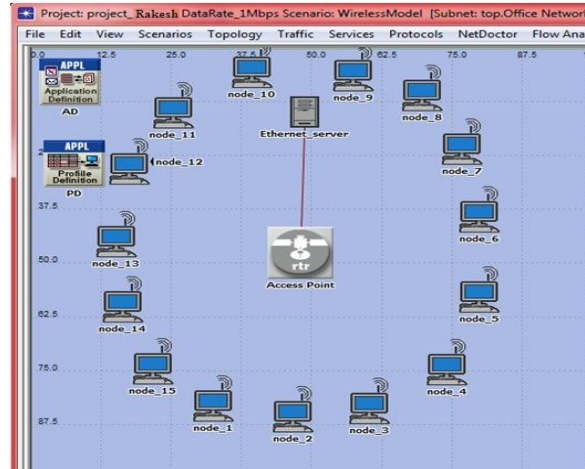 Project: project_Rakesh DataRate_1Mbps Scenario: WirelessModel [Subnet: top.Office Networ
File Edit View Scenarios Topology Traffic Services Protocols NetDoctor Flow Ana
0.0 12.5 25.0 37.5 50.0 62.5 75.0 87.5
APPL
Application
Definition
AD
node_10
node_9
node_8
node_11
Ethernet_server
APPL
Profile
Definition
PD
node_12
node_7
37.5
node_6
node_13
50.0
rtr
Access Point
node_14
62.5
node_5
75.0
node_15
node_4
node_1
node_2
node_3
87.5